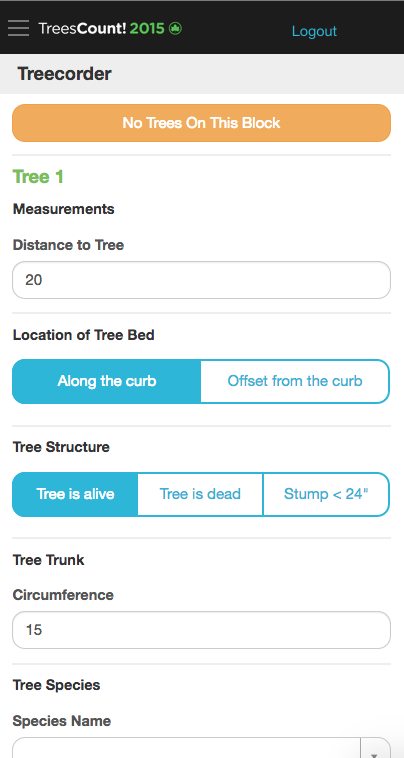 TreesCount! 2015
Logout
Treecorder
No Trees On This Block
Tree 1
Measurements
Distance to Tree
20
Location of Tree Bed
Along the curb
Offset from the curb
Tree Structure
Tree is alive
Tree is dead
Stump < 24"
Tree Trunk
Circumference
15
Tree Species
Species Name